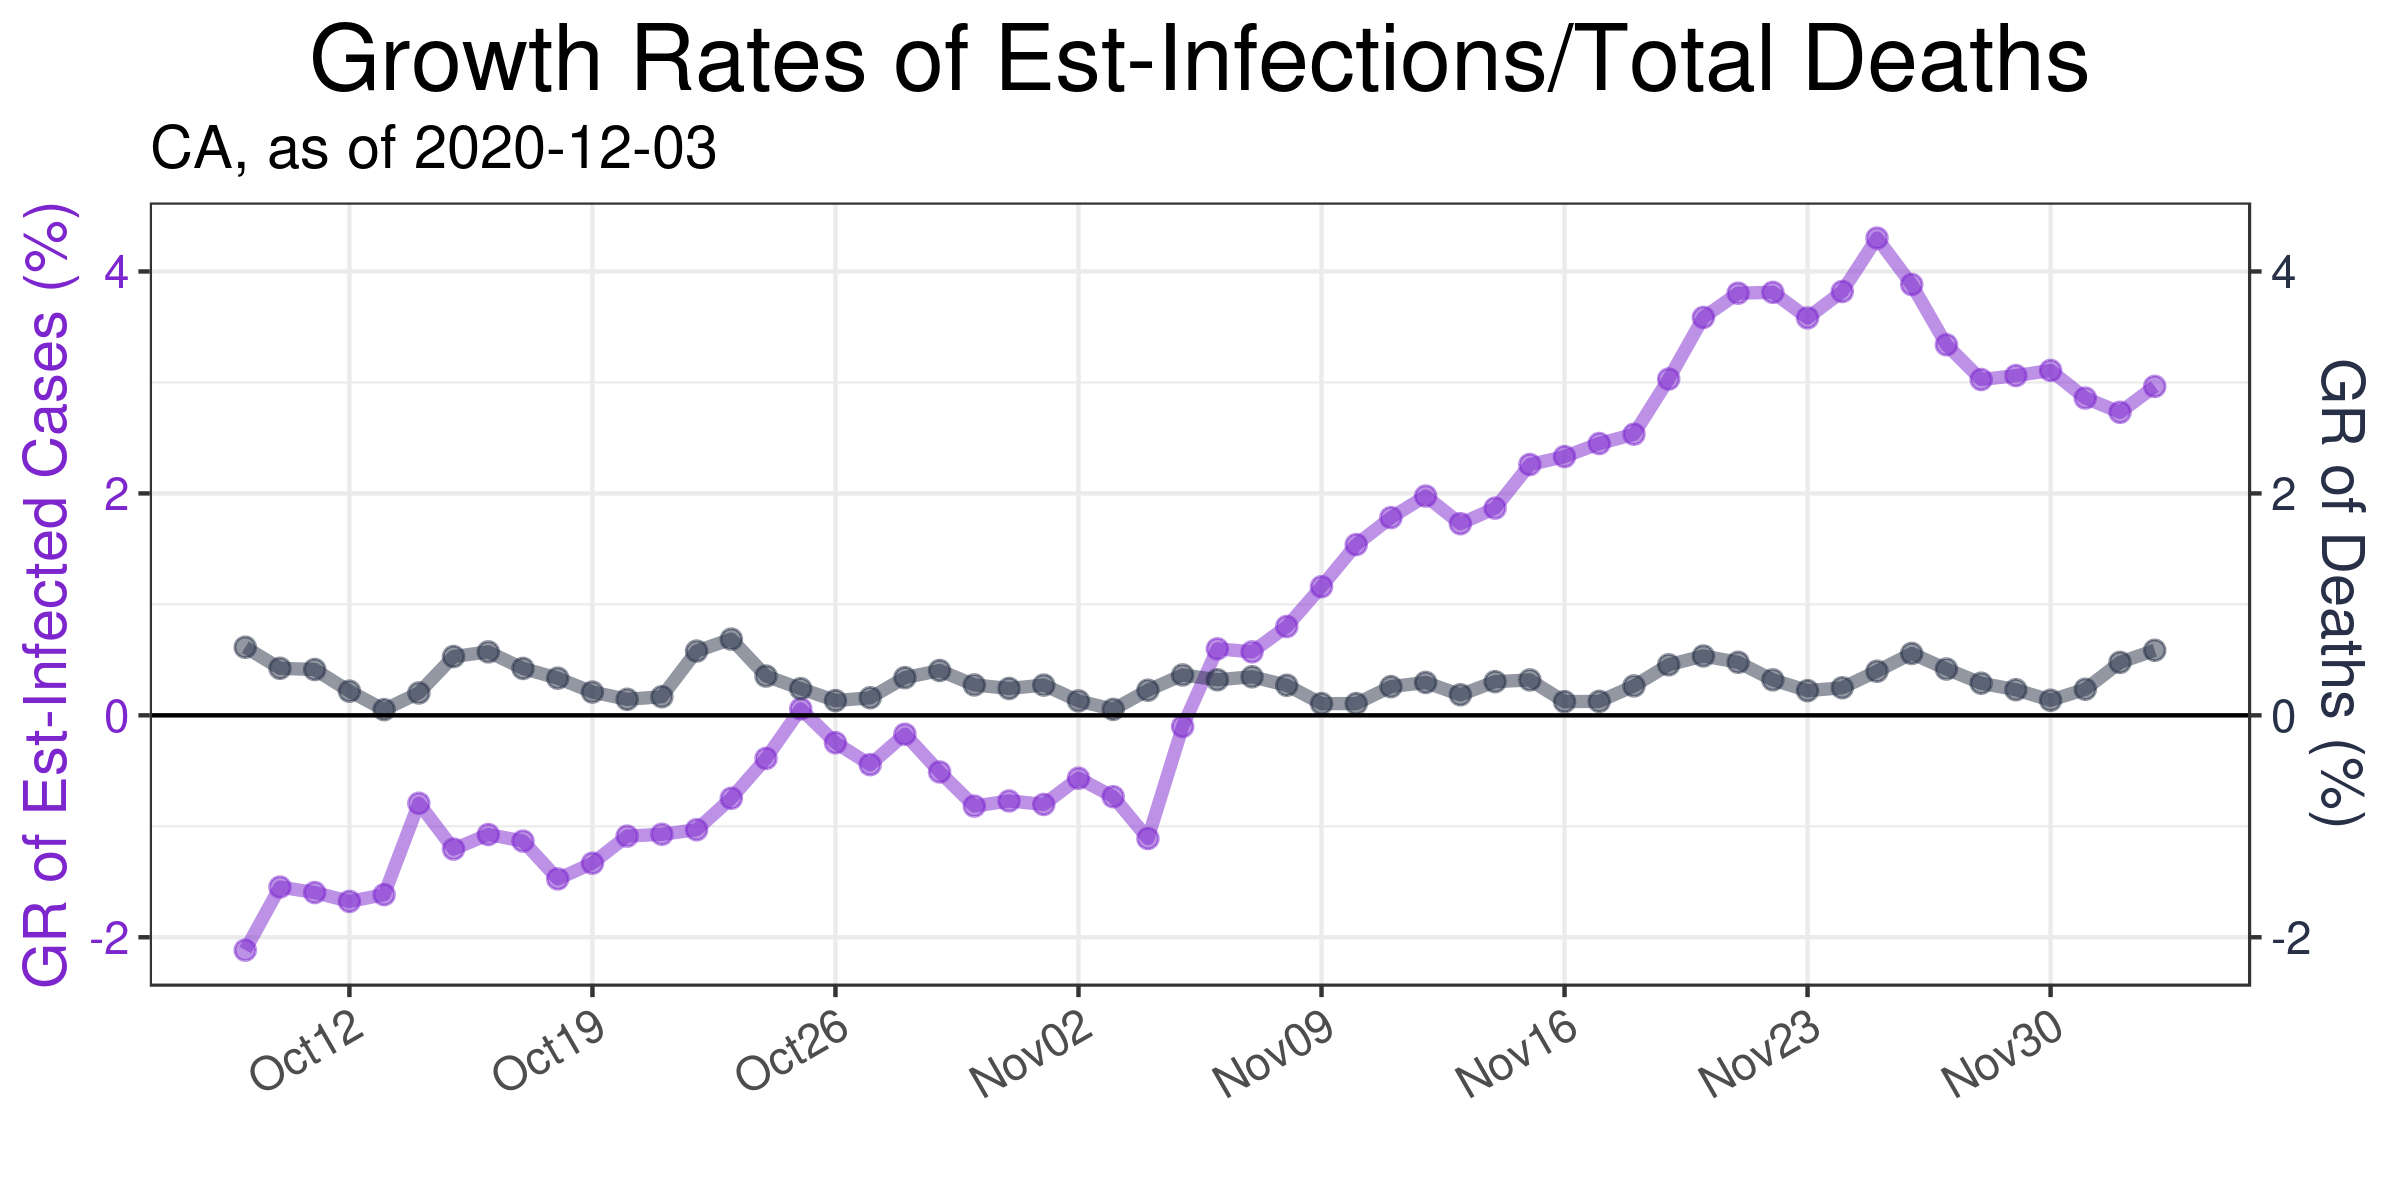 Growth Rates of Est-Infections/Total Deaths
CA, as of 2020-12-03
GR of Est-Infected Cases (%)
4
2
0
-2
4
2
0
-2
GR of Deaths (%)
Oct12
Oct19
Oct26
Nov02
Nov09
Nov16
Nov23
Nov30